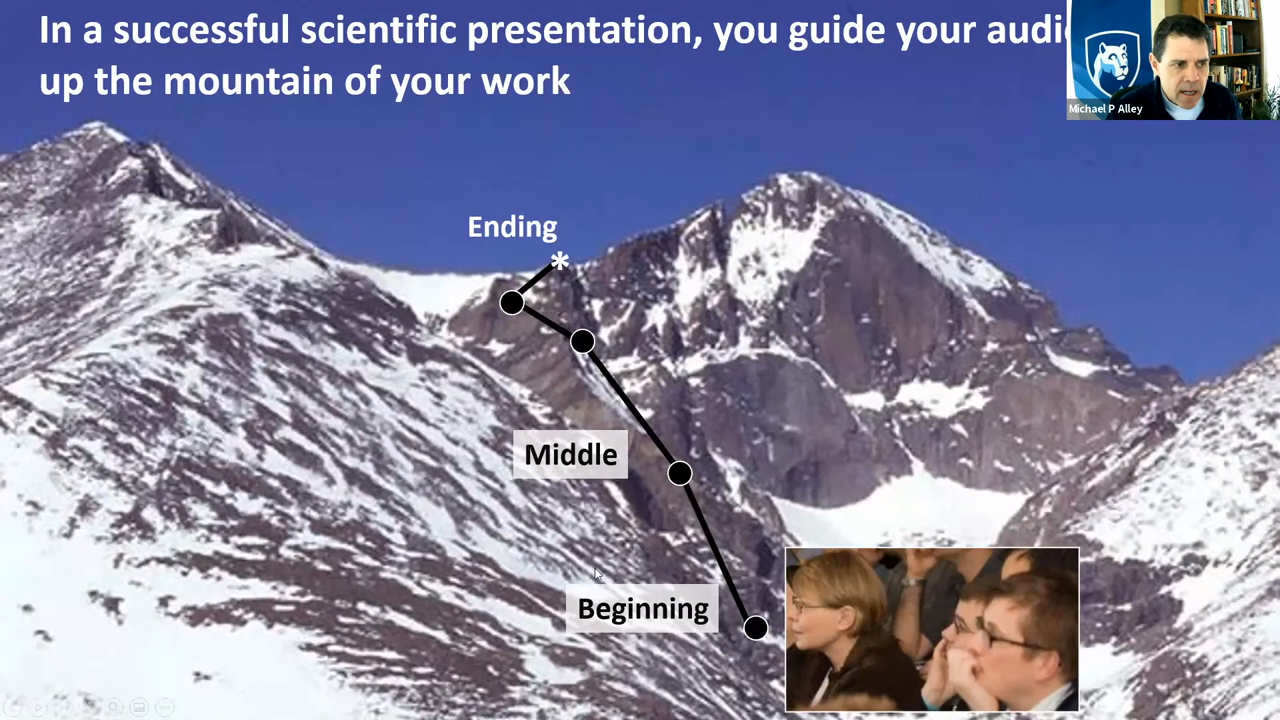 In a successful scientific presentation, you guide your audi
up the mountain of your work
Michael P Alley
Ending
*
Middle
Beginning